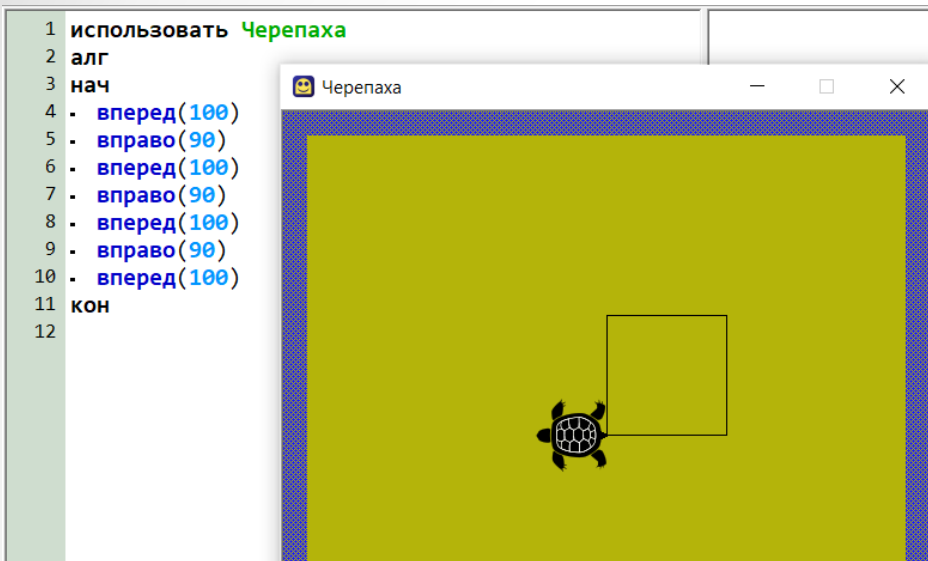 1 использовать Черепаха
2 алг
3 нач
4 вперед(100)
5 вправо(90)
6 вперед(100)
7 вправо(90)
8 вперед(100)
9 вправо(90)
10 вперед(100)
11 кон
12
Черепаха